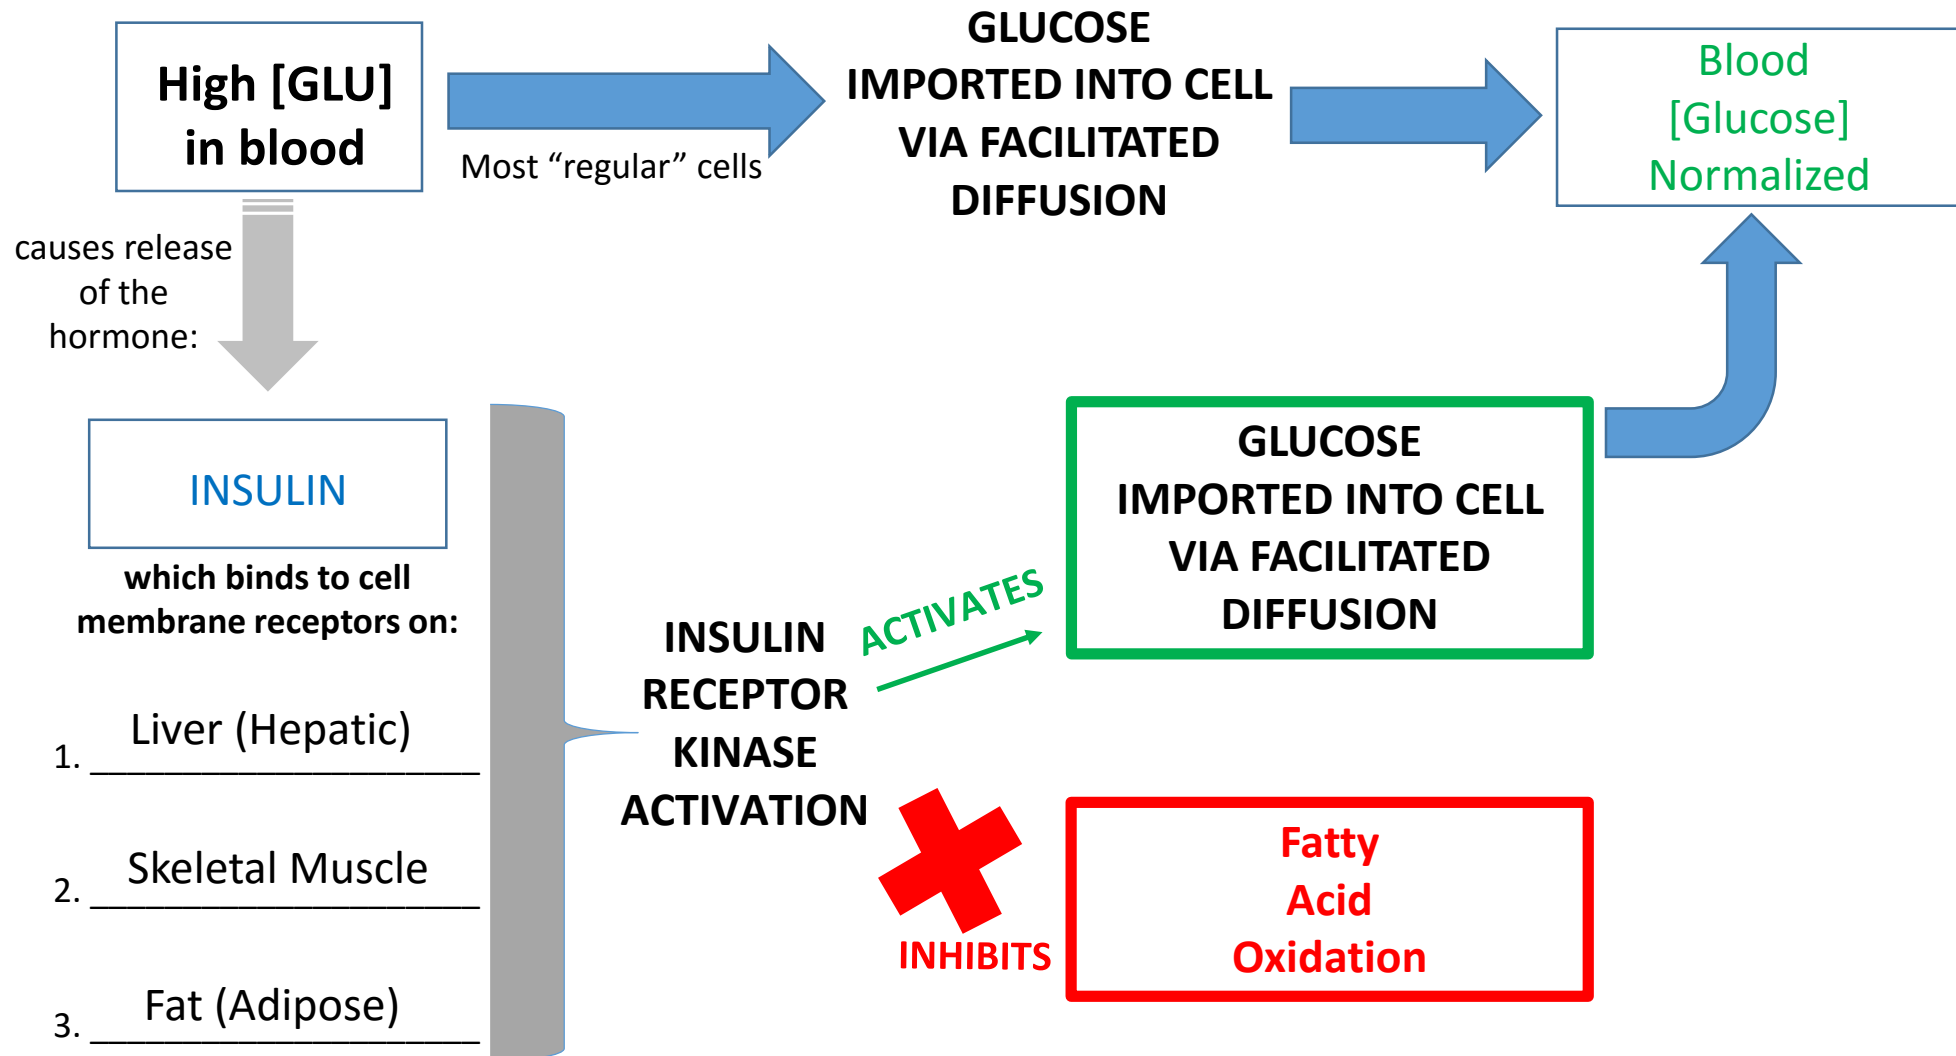 High [GLU]
in blood
Most “regular” cells
GLUCOSE
IMPORTED INTO CELL
VIA FACILITATED
DIFFUSION
Blood
[Glucose]
Normalized
causes release
of the
hormone:
INSULIN
which binds to cell
membrane receptors on:
1. Liver (Hepatic)
2. Skeletal Muscle
3. Fat (Adipose)
INSULIN
RECEPTOR
KINASE
ACTIVATION
ACTIVATES
GLUCOSE
IMPORTED INTO CELL
VIA FACILITATED
DIFFUSION
INHIBITS
Fatty
Acid
Oxidation